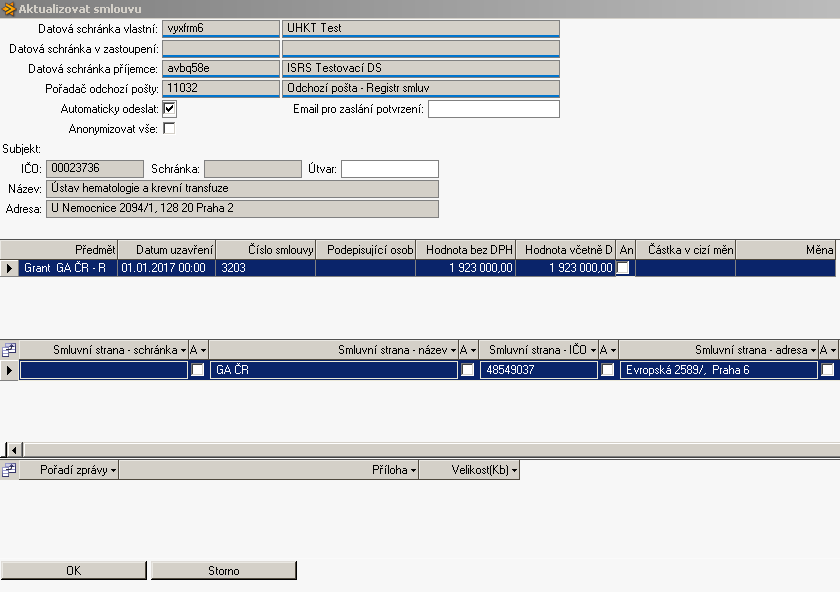 Aktualizovat smlouvu
Datová schránka vlastní: vyxfrm6 UHKT Test
Datová schránka v zastoupení:
Datová schránka příjemce: avbq58e ISRS Testovací DS
Pořadač odchozí pošty: 11032 Odchozí pošta - Registr smluv
Automaticky odeslat: Email pro zaslání potvrzení:
Anonymizovat vše:
Subjekt:
IČO: 00023736 Schránka: Útvar:
Název: Ústav hematologie a krevní transfuze
Adresa: U Nemocnice 2094/1, 128 20 Praha 2
Předmět Datum uzavření Číslo smlouvy Podepisující osob Hodnota bez DPH Hodnota včetně D An Částka v cizí měn Měna
Grant GA ČR - R 01.01.2017 00:00 3203 1 923 000,00 1 923 000,00
Smluvní strana - schránka A Smluvní strana - název A Smluvní strana - IČO A Smluvní strana - adresa A
GA ČR 48549037 Evropská 2589/, Praha 6
Pořadí zprávy Příloha Velikost(Kb)
OK Storno